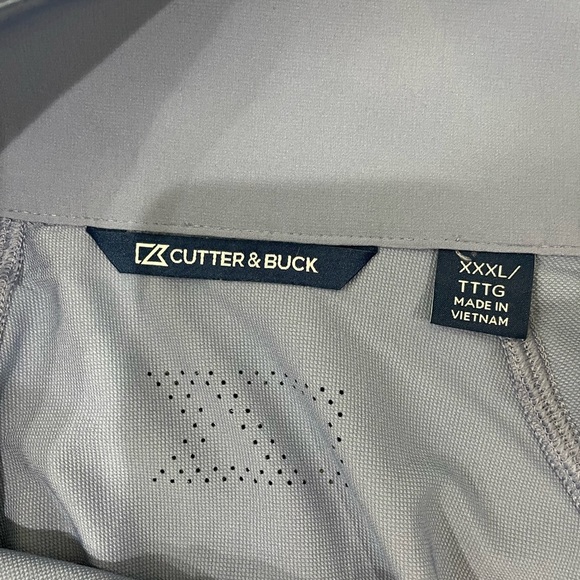 CUTTER & BUCK
XXXL/
TTTG
MADE IN
VIETNAM